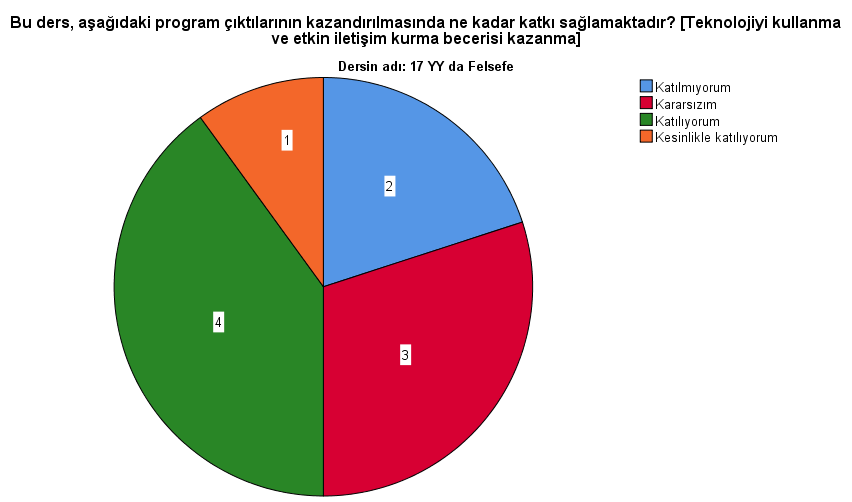 Bu ders, aşağıdaki program çıktılarının kazandırılmasında ne kadar katkı sağlamaktadır? [Teknolojiyi kullanma
ve etkin iletişim kurma becerisi kazanma]
Dersin adı: 17 YY da Felsefe
Katılmıyorum
Kararsızım
Katılıyorum
Kesinlikle katılıyorum
1
2
4
3